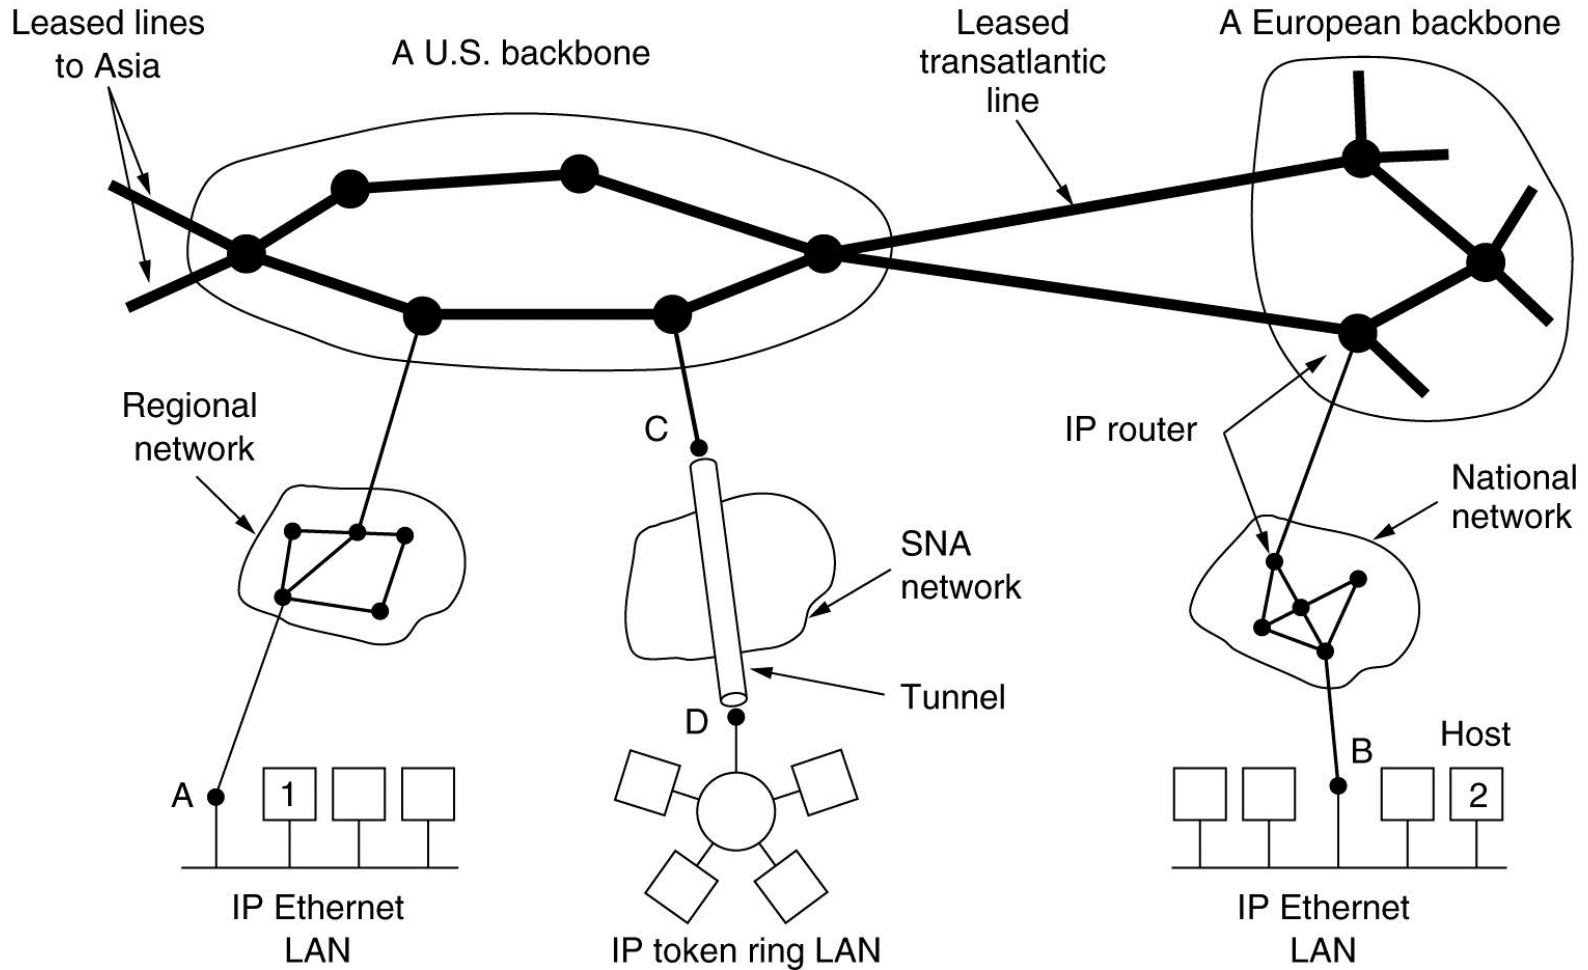 Leased lines
to Asia
A U.S. backbone
Leased
transatlantic
line
A European backbone
Regional
network
C
IP router
National
network
SNA
network
Tunnel
D
A
1
B
Host
2
IP Ethernet
LAN
IP token ring LAN
IP Ethernet
LAN